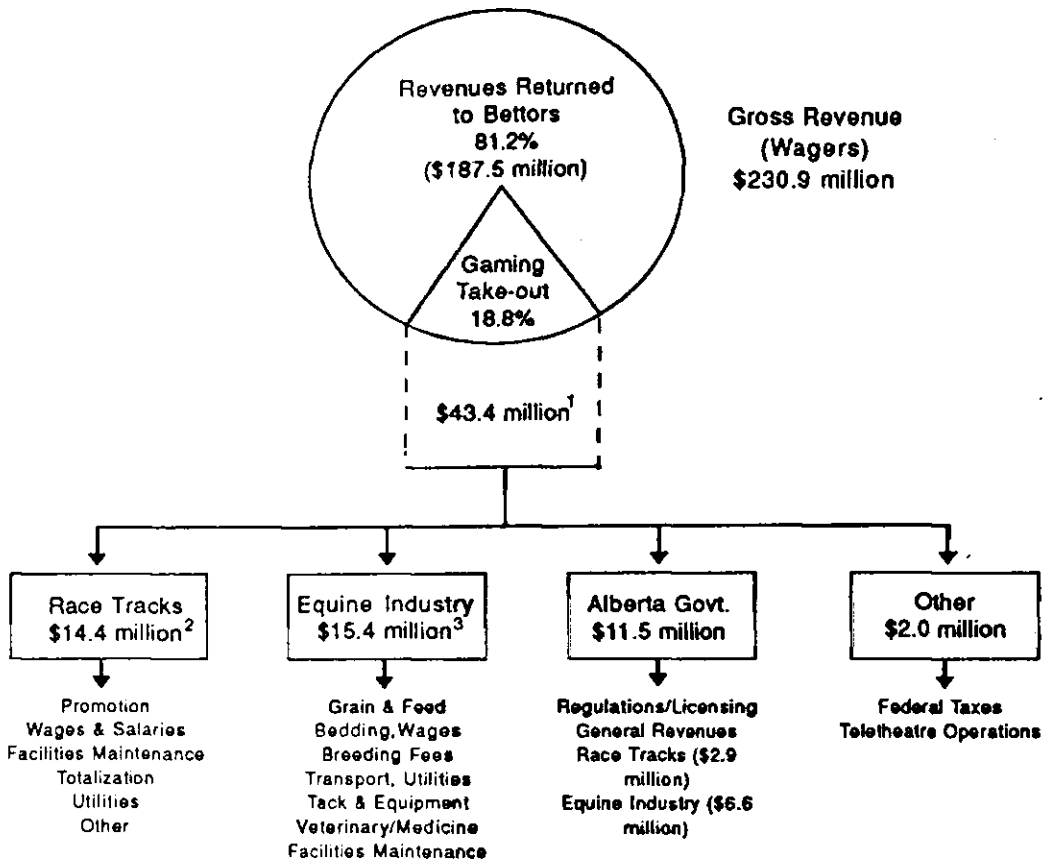 Revenues Returned
to Bettors
81.2%
($187.5 million)
Gross Revenue
(Wagers)
$230.9 million
Gaming
Take-out
18.8%
$43.4 million¹
Race Tracks
$14.4 million²
Equine Industry
$15.4 million³
Alberta Govt.
$11.5 million
Other
$2.0 million
Promotion
Wages & Salaries
Facilities Maintenance
Totalization
Utilities
Other
Grain & Feed
Bedding,Wages
Breeding Fees
Transport, Utilities
Tack & Equipment
Veterinary/Medicine
Facilities Maintenance
Regulations/Licensing
General Revenues
Race Tracks ($2.9
million)
Equine Industry ($6.6
million)
Federal Taxes
Teletheatre Operations